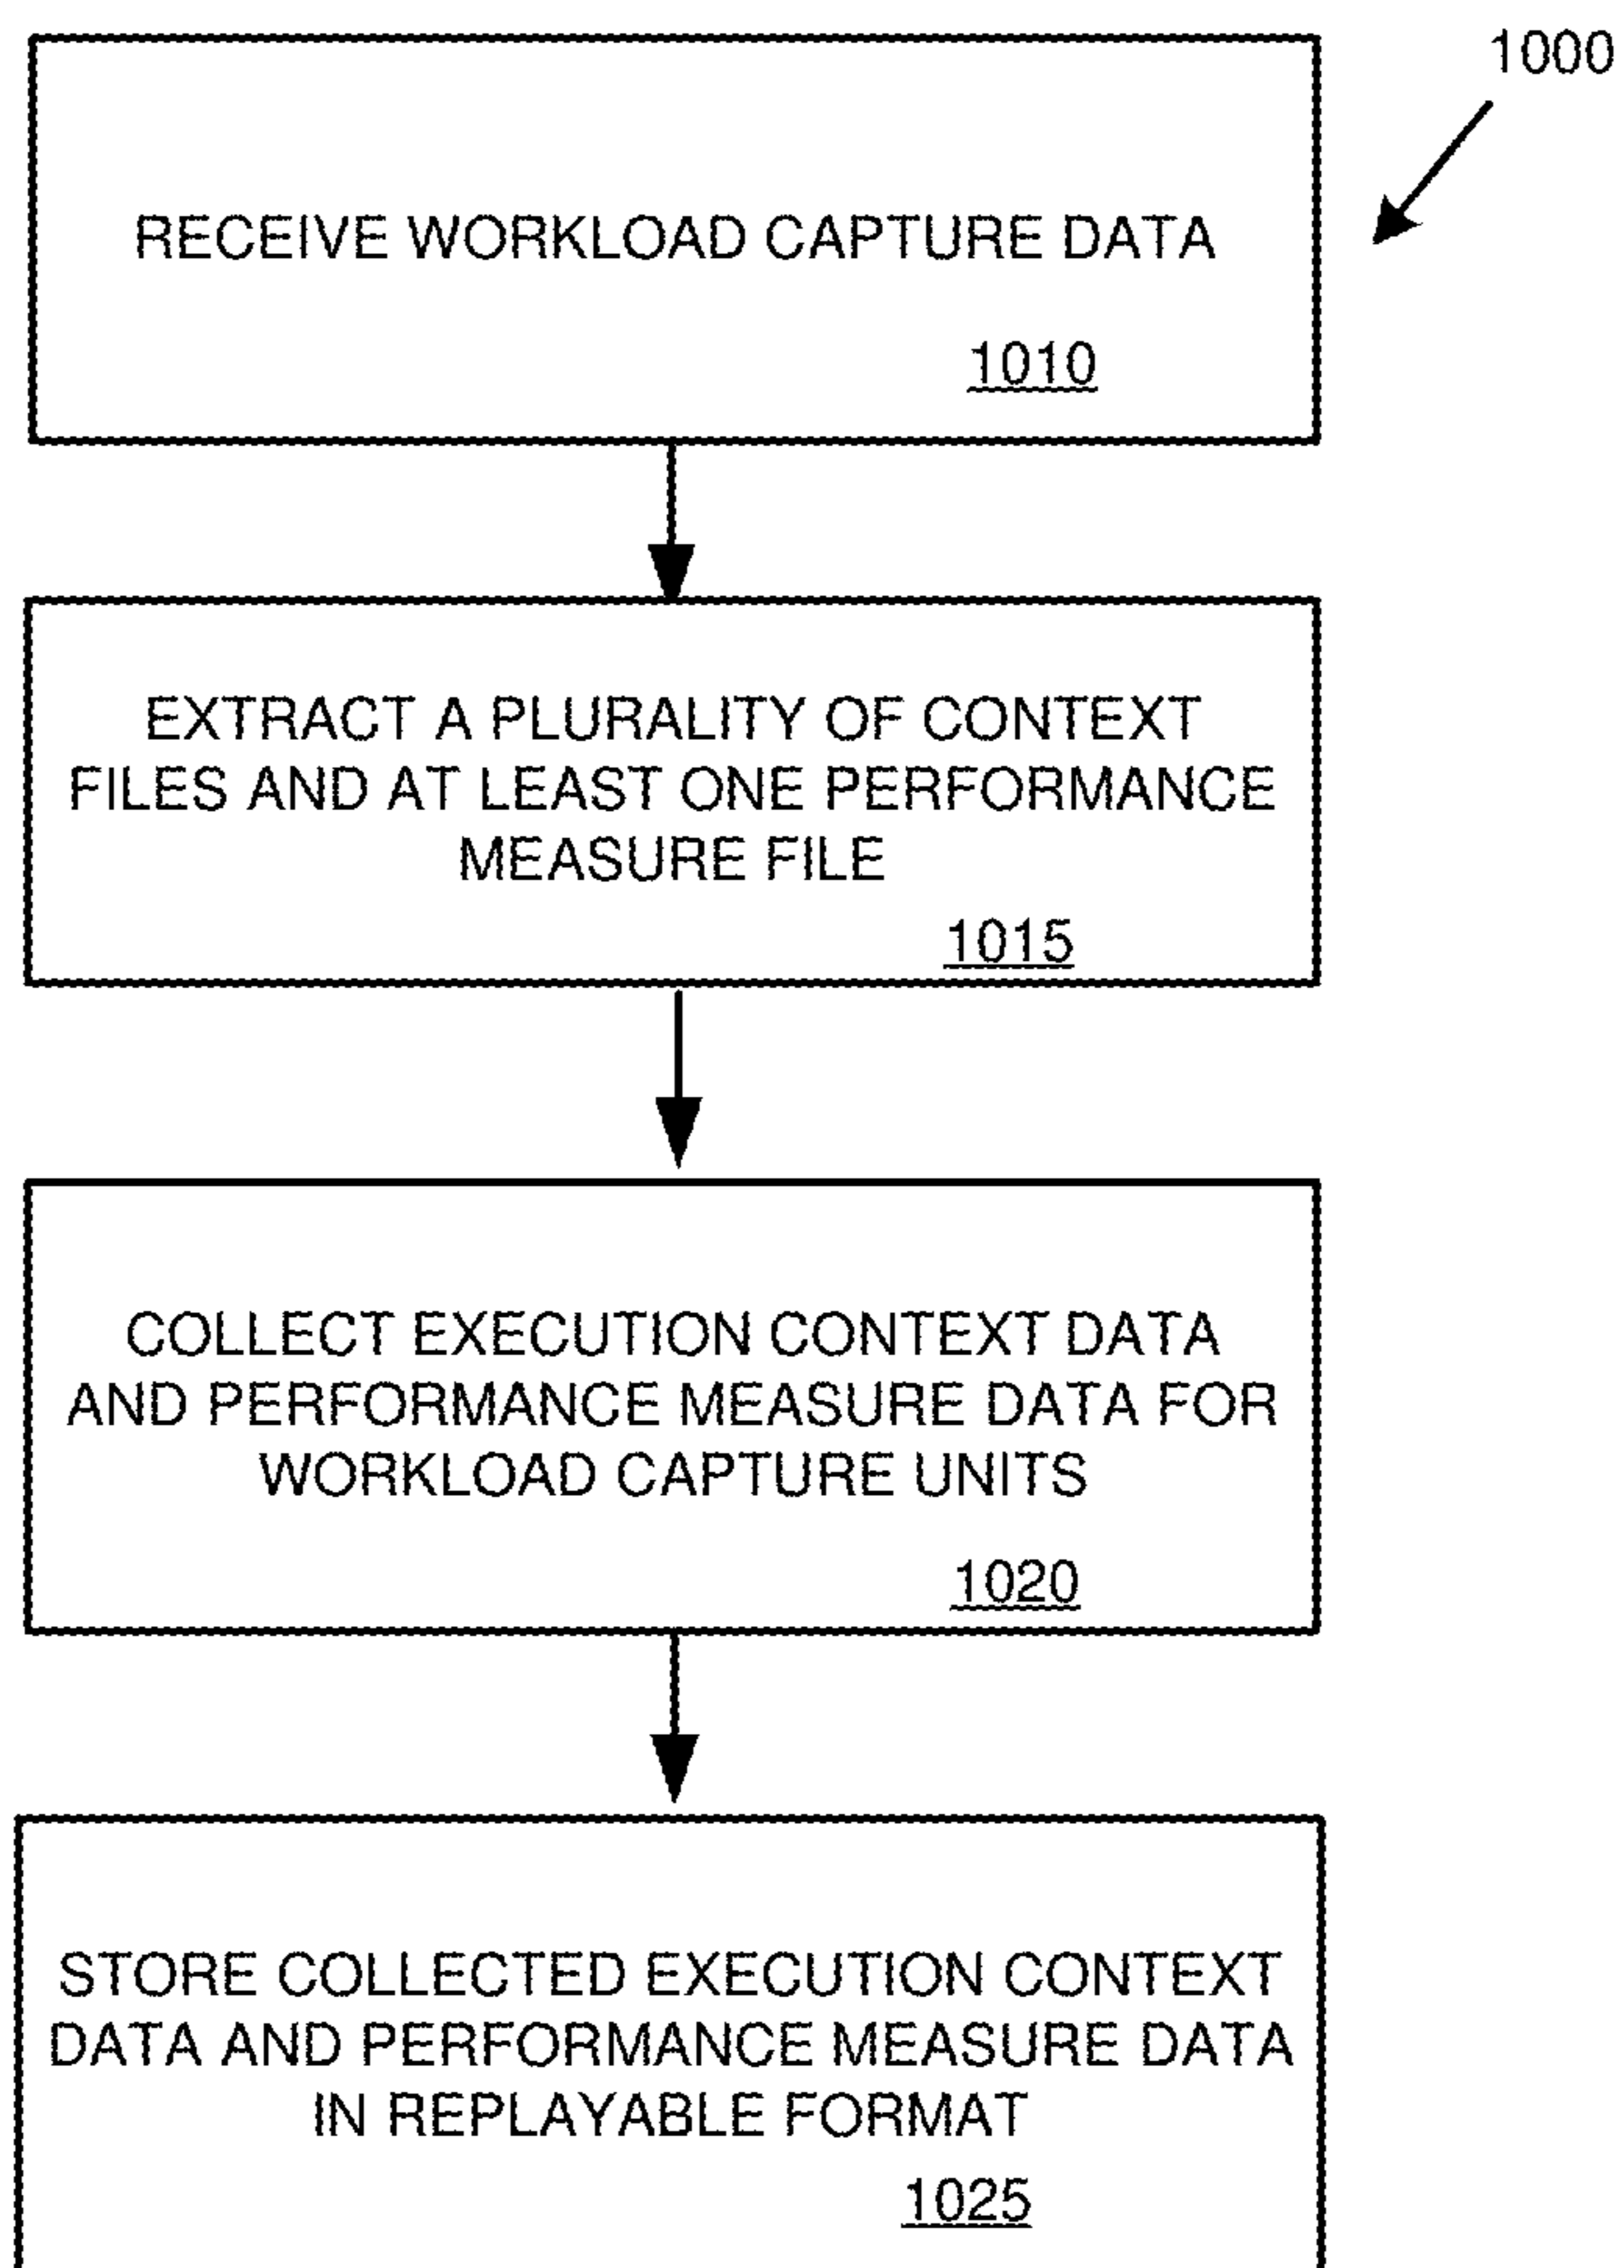 1000
RECEIVE WORKLOAD CAPTURE DATA
1010
EXTRACT A PLURALITY OF CONTEXT
FILES AND AT LEAST ONE PERFORMANCE
MEASURE FILE
1015
COLLECT EXECUTION CONTEXT DATA
AND PERFORMANCE MEASURE DATA FOR
WORKLOAD CAPTURE UNITS
1020
STORE COLLECTED EXECUTION CONTEXT
DATA AND PERFORMANCE MEASURE DATA
IN REPLAYABLE FORMAT
1025